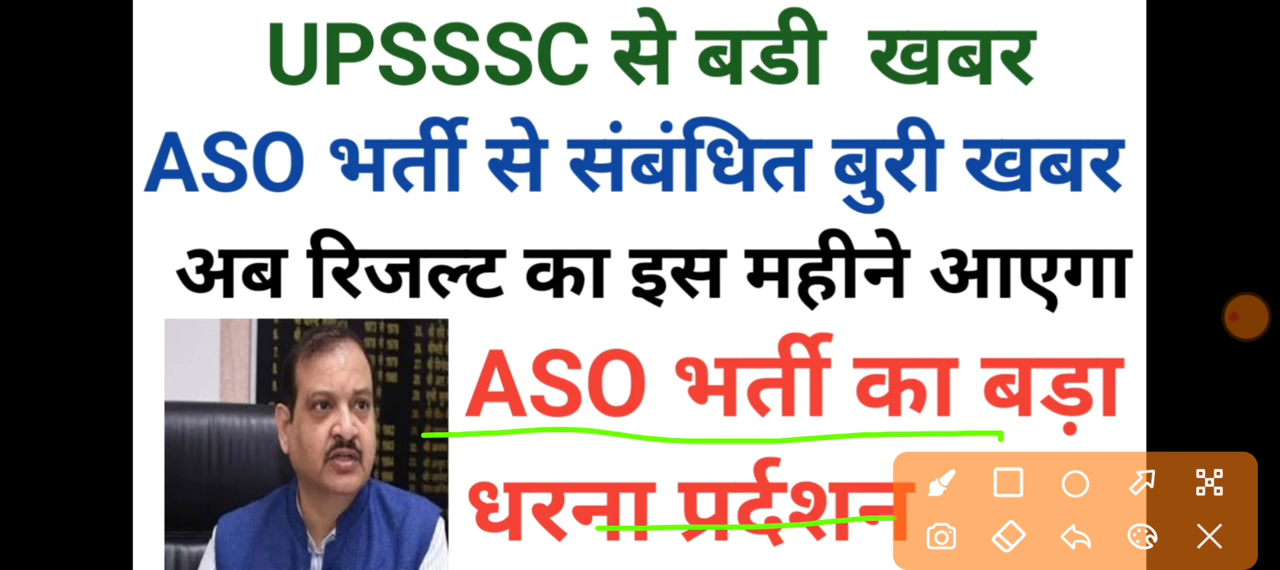 UPSSSC से बडी खबर
ASO भर्ती से संबंधित बुरी खबर
अब रिजल्ट का इस महीने आएगा
ASO भर्ती का बड़ा
धरना प्रर्दशन